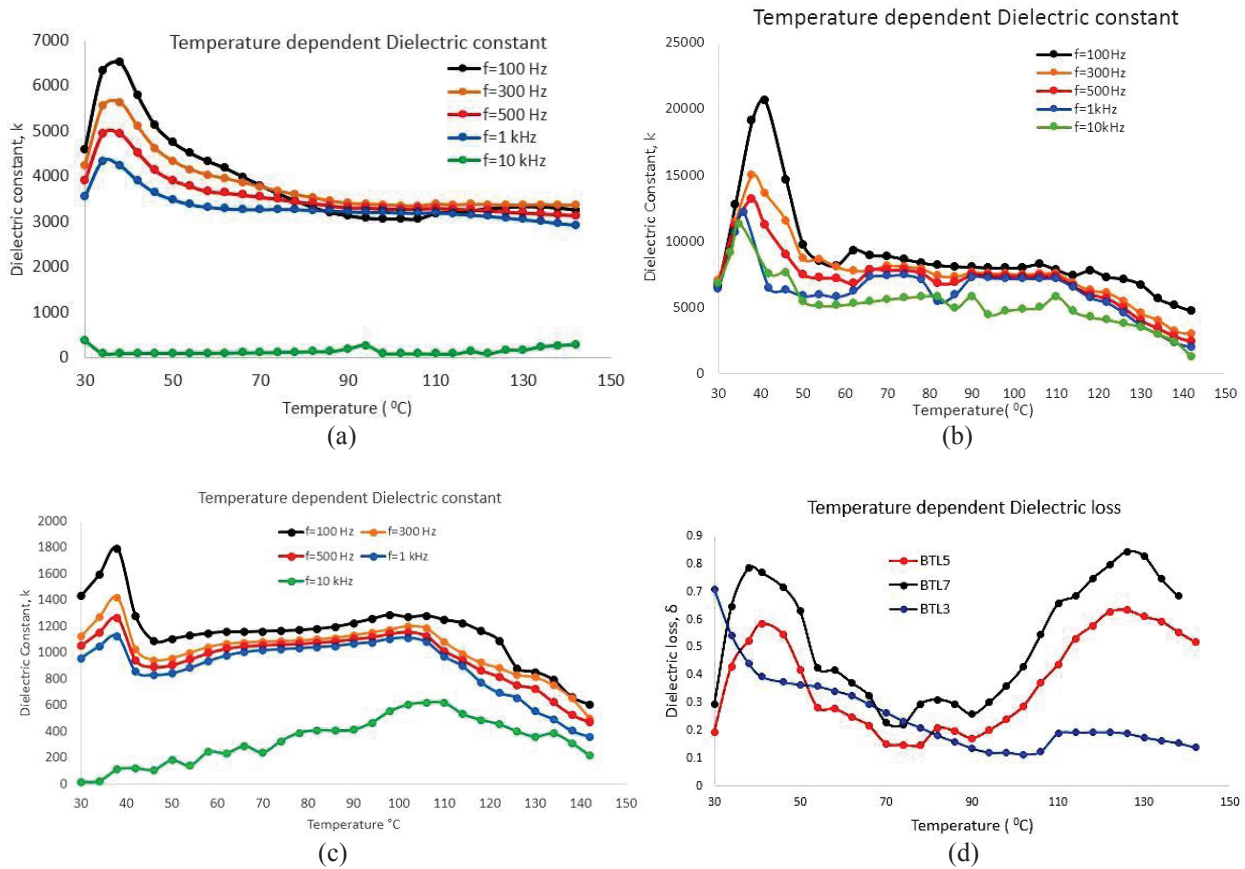 Temperature dependent Dielectric constant
7000
6000
5000
4000
3000
2000
1000
0
Dielectric constant, k
f=100 Hz
f=300 Hz
f=500 Hz
f=1 kHz
f=10 kHz
30 50 70 90 110 130 150
Temperature ( ⁰C)
(a)
Temperature dependent Dielectric constant
25000
20000
15000
10000
5000
0
Dielectric Constant, k
f=100Hz
f=300Hz
f=500Hz
f=1kHz
f=10kHz
30 40 50 60 70 80 90 100 110 120 130 140 150
Temperature( ⁰C)
(b)
Temperature dependent Dielectric constant
2000
1800
1600
1400
1200
1000
800
600
400
200
0
Dielectric Constant, k
f=100 Hz f=300 Hz
f=500 Hz f=1 kHz
f=10 kHz
30 40 50 60 70 80 90 100 110 120 130 140 150
Temperature °C
(c)
Temperature dependent Dielectric loss
0.9
0.8
0.7
0.6
0.5
0.4
0.3
0.2
0.1
0
Dielectric loss, δ
BTL5
BTL7
BTL3
30 50 70 90 110 130 150
Temperature ( ⁰C)
(d)